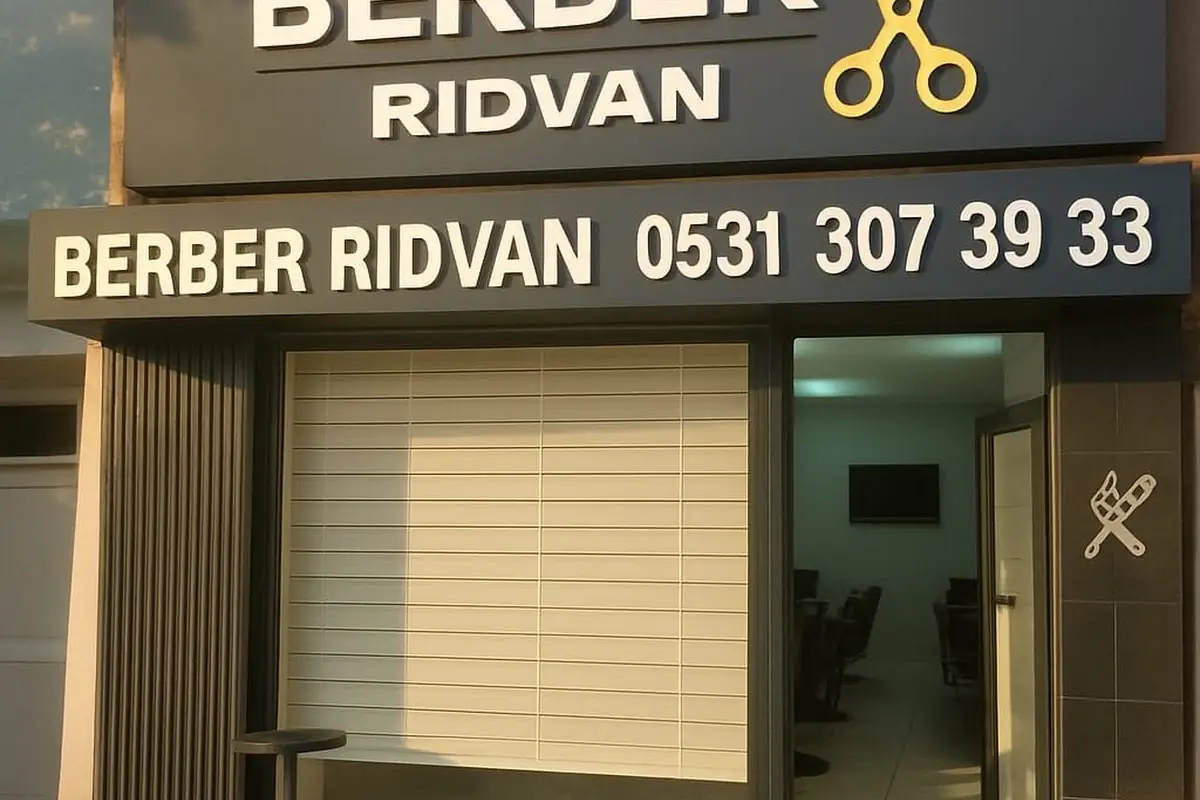 BERBER
RIDVAN
BERBER RIDVAN 0531 307 39 33